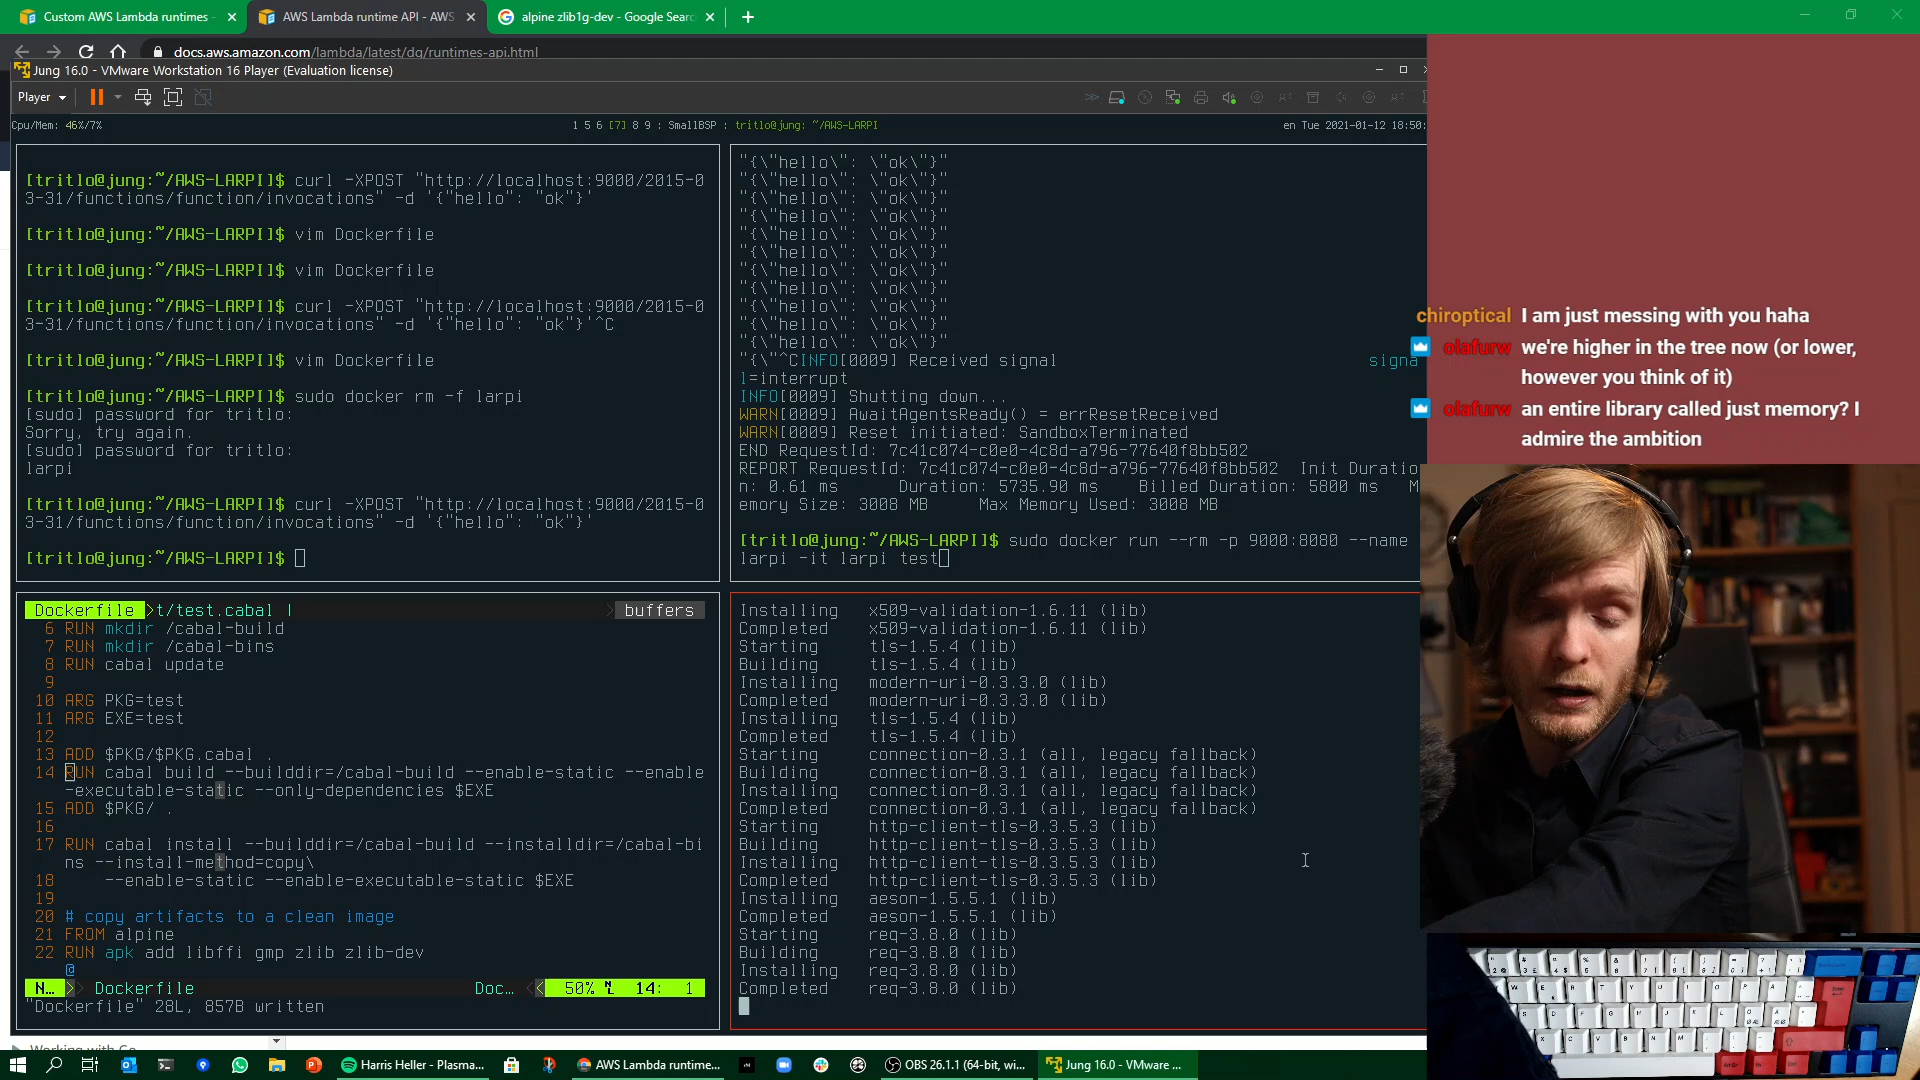 Custom AWS Lambda runtimes -
AWS Lambda runtime API - AWS
alpine zlib1g-dev - Google Searc
docs.aws.amazon.com/lambda/latest/dg/runtimes-api.html
Jung 16.0 - VMware Workstation 16 Player (Evaluation license)
Player
Cpu/Mem: 46%/7%
1 5 6 [7] 8 9 : SmallBSP : tritlo@jung: ~/AWS-LARPI
en Tue 2021-01-12 18:50:
[tritlo@jung:~/AWS-LARPI]$ curl -XPOST "http://localhost:9000/2015-0
3-31/functions/function/invocations" -d '{"hello": "ok"}'
[tritlo@jung:~/AWS-LARPI]$ vim Dockerfile
[tritlo@jung:~/AWS-LARPI]$ vim Dockerfile
[tritlo@jung:~/AWS-LARPI]$ curl -XPOST "http://localhost:9000/2015-0
3-31/functions/function/invocations" -d '{"hello": "ok"}'^C
[tritlo@jung:~/AWS-LARPI]$ vim Dockerfile
[tritlo@jung:~/AWS-LARPI]$ sudo docker rm -f larpi
[sudo] password for tritlo:
Sorry, try again.
[sudo] password for tritlo:
larpi
[tritlo@jung:~/AWS-LARPI]$ curl -XPOST "http://localhost:9000/2015-0
3-31/functions/function/invocations" -d '{"hello": "ok"}'
[tritlo@jung:~/AWS-LARPI]$
"{\"hello\": \"ok\"}"
"{\"hello\": \"ok\"}"
"{\"hello\": \"ok\"}"
"{\"hello\": \"ok\"}"
"{\"hello\": \"ok\"}"
"{\"hello\": \"ok\"}"
"{\"hello\": \"ok\"}"
"{\"hello\": \"ok\"}"
"{\"hello\": \"ok\"}"
"{\"hello\": \"ok\"}"
"{\"hello\": \"ok\"}"
"{\"^CINFO[0009] Received signal signa
l=interrupt
INFO[0009] Shutting down...
WARN[0009] AwaitAgentsReady() = errResetReceived
WARN[0009] Reset initiated: SandboxTerminated
END RequestId: 7c41c074-c0e0-4c8d-a796-77640f8bb502
REPORT RequestId: 7c41c074-c0e0-4c8d-a796-77640f8bb502 Init Duratio
n: 0.61 ms Duration: 5735.90 ms Billed Duration: 5800 ms M
emory Size: 3008 MB Max Memory Used: 3008 MB
[tritlo@jung:~/AWS-LARPI]$ sudo docker run --rm -p 9000:8080 --name
larpi -it larpi test
Dockerfile t/test.cabal | buffers
6 RUN mkdir /cabal-build
7 RUN mkdir /cabal-bins
8 RUN cabal update
9
10 ARG PKG=test
11 ARG EXE=test
12
13 ADD $PKG/$PKG.cabal .
14 RUN cabal build --builddir=/cabal-build --enable-static --enable
-executable-static --only-dependencies $EXE
15 ADD $PKG/ .
16
17 RUN cabal install --builddir=/cabal-build --installdir=/cabal-bi
ns --install-method=copy\
18 --enable-static --enable-executable-static $EXE
19
20 # copy artifacts to a clean image
21 FROM alpine
22 RUN apk add libffi gmp zlib zlib-dev
@
N... Dockerfile Doc... 50% 14: 1
"Dockerfile" 28L, 857B written
Installing x509-validation-1.6.11 (lib)
Completed x509-validation-1.6.11 (lib)
Starting tls-1.5.4 (lib)
Building tls-1.5.4 (lib)
Installing modern-uri-0.3.3.0 (lib)
Completed modern-uri-0.3.3.0 (lib)
Installing tls-1.5.4 (lib)
Completed tls-1.5.4 (lib)
Starting connection-0.3.1 (all, legacy fallback)
Building connection-0.3.1 (all, legacy fallback)
Installing connection-0.3.1 (all, legacy fallback)
Completed connection-0.3.1 (all, legacy fallback)
Starting http-client-tls-0.3.5.3 (lib)
Building http-client-tls-0.3.5.3 (lib)
Installing http-client-tls-0.3.5.3 (lib)
Completed http-client-tls-0.3.5.3 (lib)
Installing aeson-1.5.5.1 (lib)
Completed aeson-1.5.5.1 (lib)
Starting req-3.8.0 (lib)
Building req-3.8.0 (lib)
Installing req-3.8.0 (lib)
Completed req-3.8.0 (lib)
chiroptical I am just messing with you haha
olafurw we're higher in the tree now (or lower,
however you think of it)
olafurw an entire library called just memory? I
admire the ambition
Harris Heller - Plasma...
AWS Lambda runtime...
OBS 26.1.1 (64-bit, wi...
Jung 16.0 - VMware ...